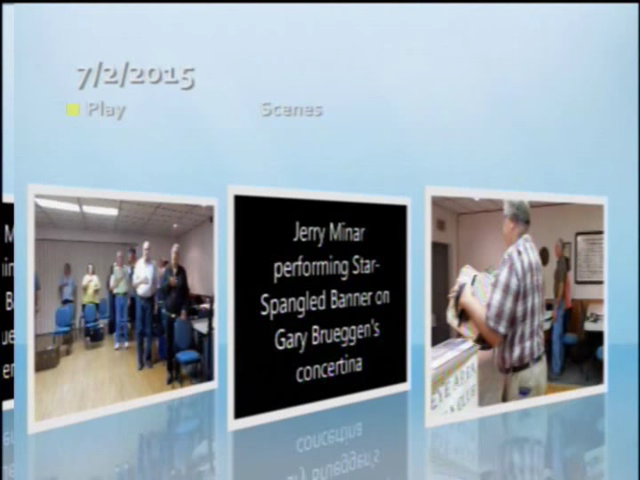 7/2/2015
Play
Scenes
Jerry Minar
performing Star-
Spangled Banner on
Gary Brueggen's
concertina